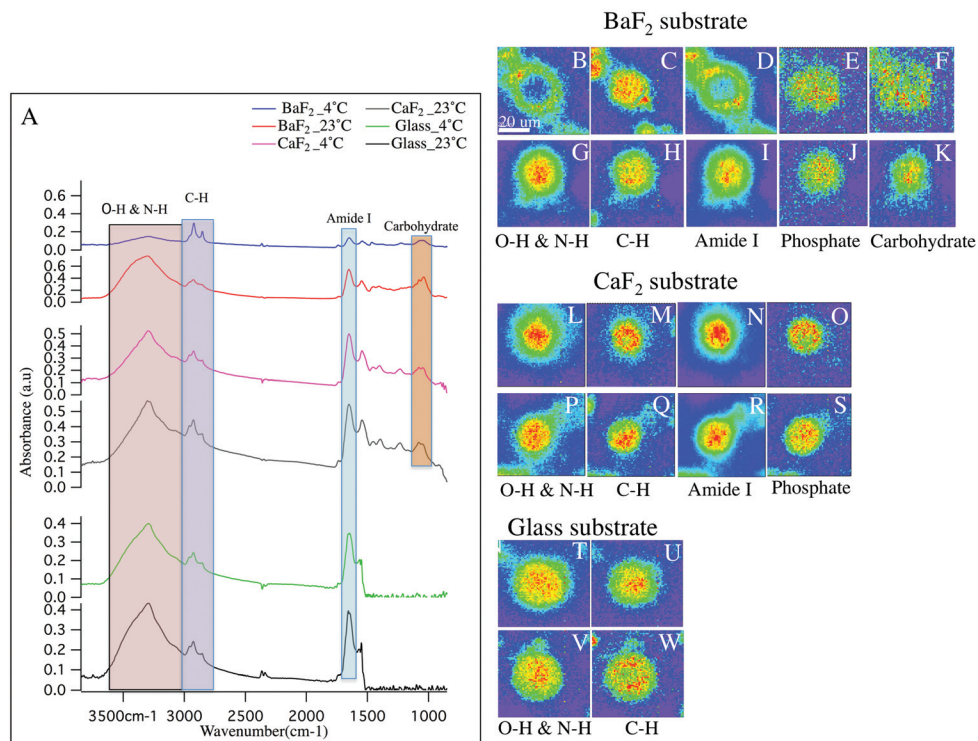 A
BaF₂_4°C
CaF₂_23°C
BaF₂_23°C
Glass_4°C
CaF₂_4°C
Glass_23°C
O-H & N-H
C-H
Amide I
Carbohydrate
0.6
0.4
0.2
0.0
0.6
0.4
0.2
0.0
0.5
0.3
0.2
0.1
0.0
0.5
0.4
0.3
0.2
0.1
0.0
0.4
0.3
0.2
0.1
0.0
0.4
0.3
0.2
0.1
0.0
Absorbance (a.u)
3500cm-1
3000
2500
2000
1500
1000
Wavenumber(cm-1)
BaF₂ substrate
B
C
D
E
F
20 um
G
H
I
J
K
O-H & N-H
C-H
Amide I
Phosphate
Carbohydrate
CaF₂ substrate
L
M
N
O
P
Q
R
S
O-H & N-H
C-H
Amide I
Phosphate
Glass substrate
T
U
V
W
O-H & N-H
C-H